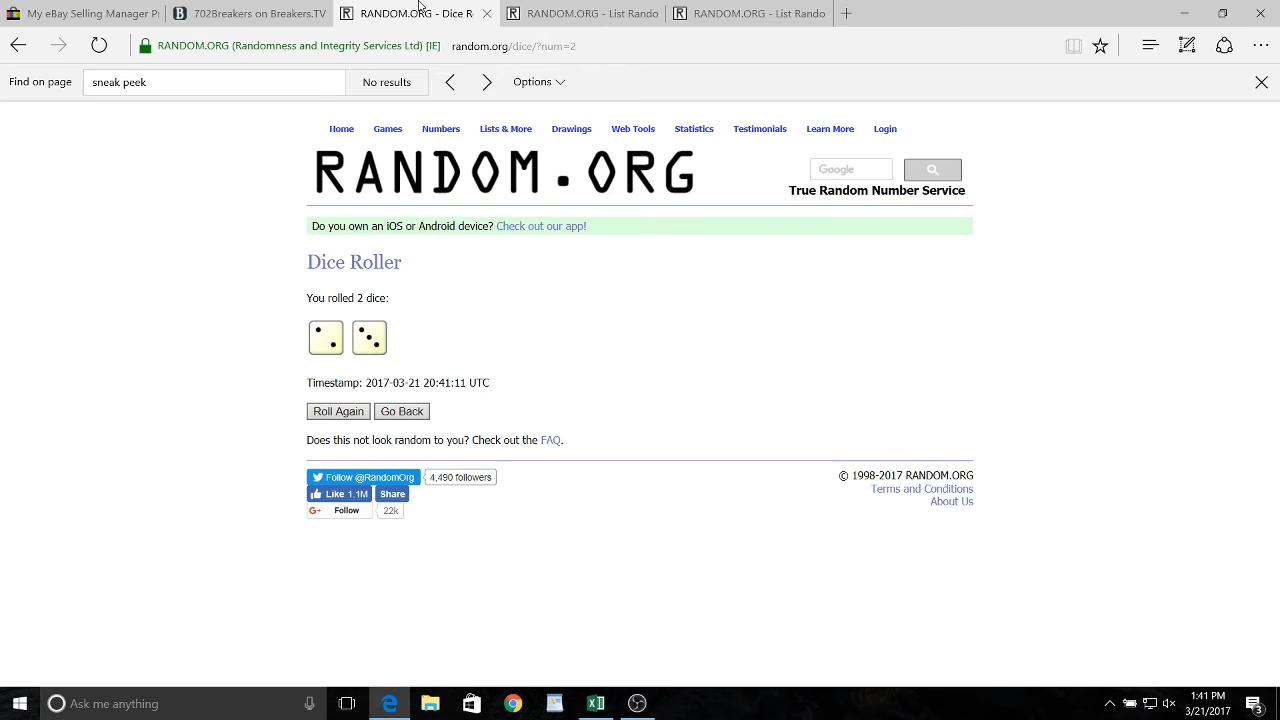 My eBay Selling Manager P
702Breakers on Breakers.TV
RANDOM.ORG - Dice R
RANDOM.ORG - List Rando
RANDOM.ORG - List Rando
RANDOM.ORG (Randomness and Integrity Services Ltd) [IE] random.org/dice/?num=2
Find on page sneak peek No results Options
Home Games Numbers Lists & More Drawings Web Tools Statistics Testimonials Learn More Login
RANDOM.ORG
Google
True Random Number Service
Do you own an iOS or Android device? Check out our app!
Dice Roller
You rolled 2 dice:
Timestamp: 2017-03-21 20:41:11 UTC
Roll Again Go Back
Does this not look random to you? Check out the FAQ.
Follow @RandomOrg 4,490 followers
Like 1.1M Share
G+ Follow 22k
© 1998-2017 RANDOM.ORG
Terms and Conditions
About Us
Ask me anything
1:41 PM
3/21/2017
3